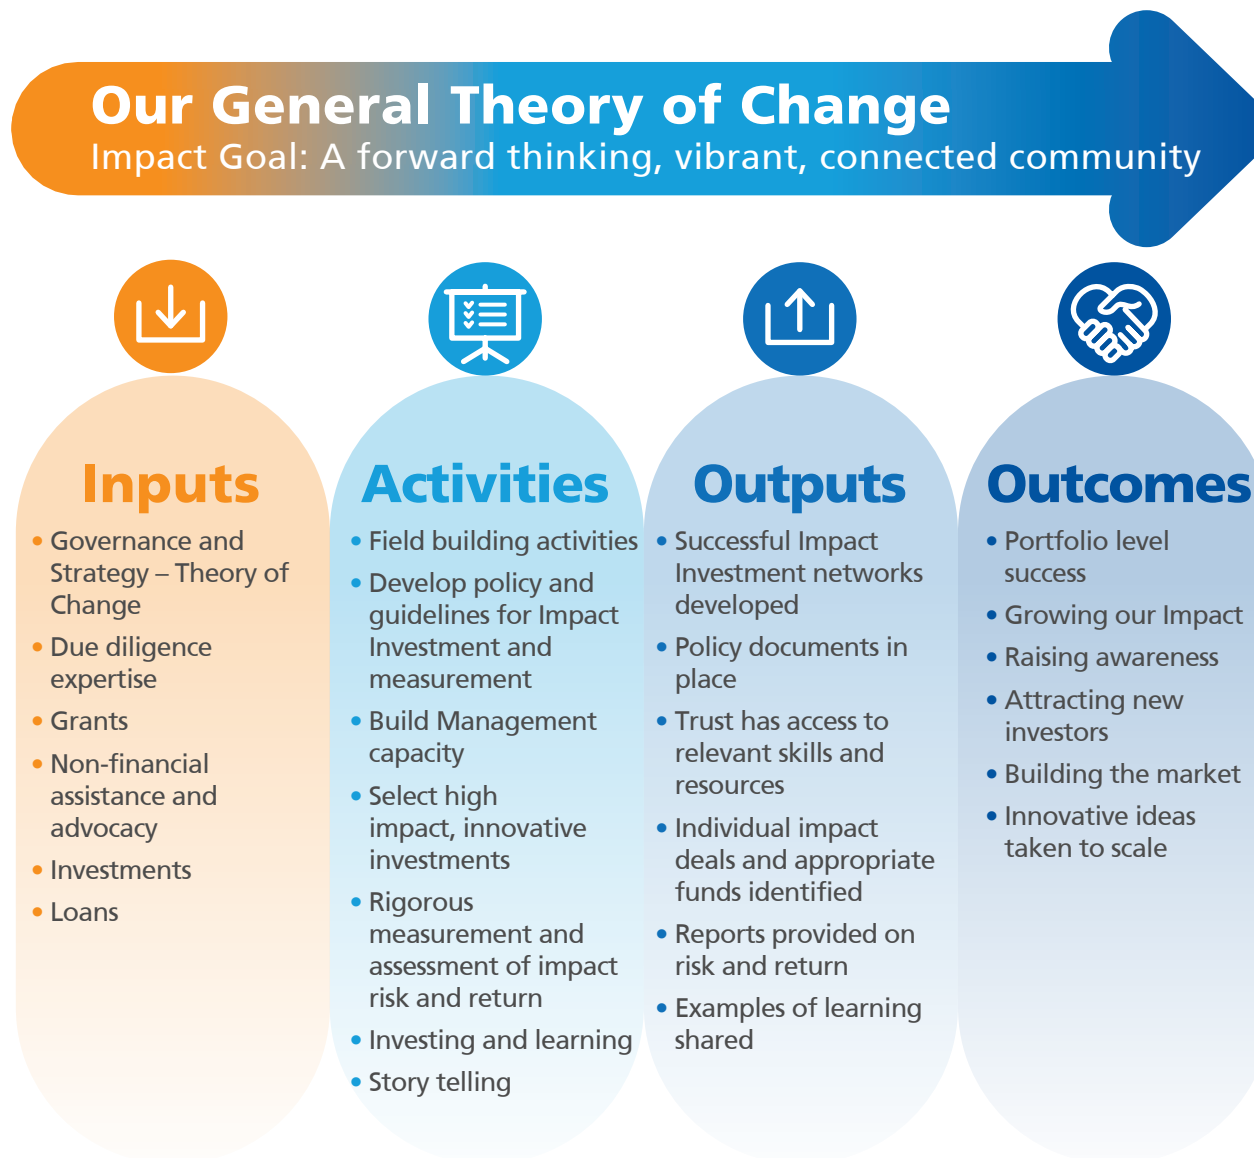 Our General Theory of Change
Impact Goal: A forward thinking, vibrant, connected community
Inputs
• Governance and
Strategy – Theory of
Change
• Due diligence
expertise
• Grants
• Non-financial
assistance and
advocacy
• Investments
• Loans
Activities
• Field building activities
• Develop policy and
guidelines for Impact
Investment and
measurement
• Build Management
capacity
• Select high
impact, innovative
investments
• Rigorous
measurement and
assessment of impact
risk and return
• Investing and learning
• Story telling
Outputs
• Successful Impact
Investment networks
developed
• Policy documents in
place
• Trust has access to
relevant skills and
resources
• Individual impact
deals and appropriate
funds identified
• Reports provided on
risk and return
• Examples of learning
shared
Outcomes
• Portfolio level
success
• Growing our Impact
• Raising awareness
• Attracting new
investors
• Building the market
• Innovative ideas
taken to scale